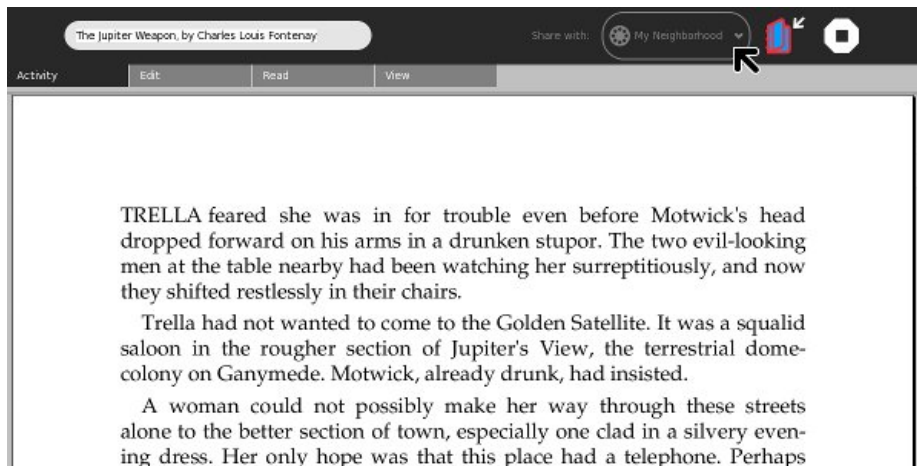 The Jupiter Weapon, by Charles Louis Fontenay
Share with:
My Neighborhood
Activity
Edit
Read
View
TRELLA feared she was in for trouble even before Motwick's head
dropped forward on his arms in a drunken stupor. The two evil-looking
men at the table nearby had been watching her surreptitiously, and now
they shifted restlessly in their chairs.
Trella had not wanted to come to the Golden Satellite. It was a squalid
saloon in the rougher section of Jupiter's View, the terrestrial dome-
colony on Ganymede. Motwick, already drunk, had insisted.
A woman could not possibly make her way through these streets
alone to the better section of town, especially one clad in a silvery even-
ing dress. Her only hope was that this place had a telephone. Perhaps